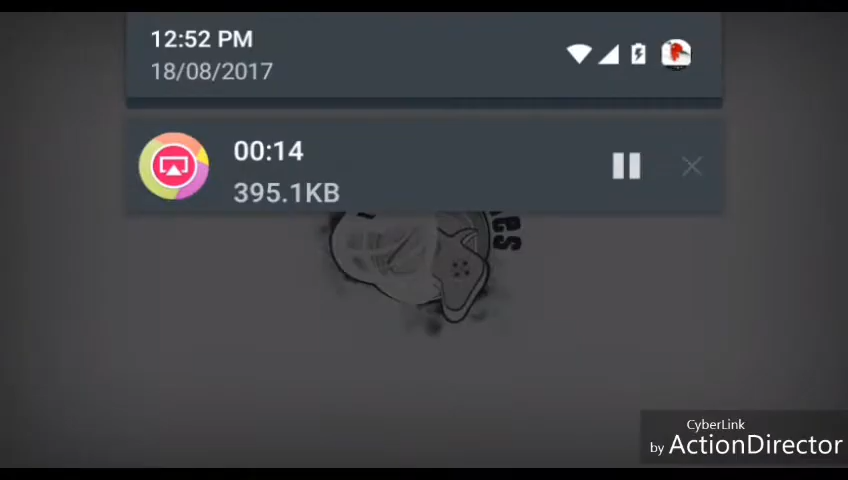 12:52 PM
18/08/2017
00:14
395.1KB
CyberLink
by ActionDirector